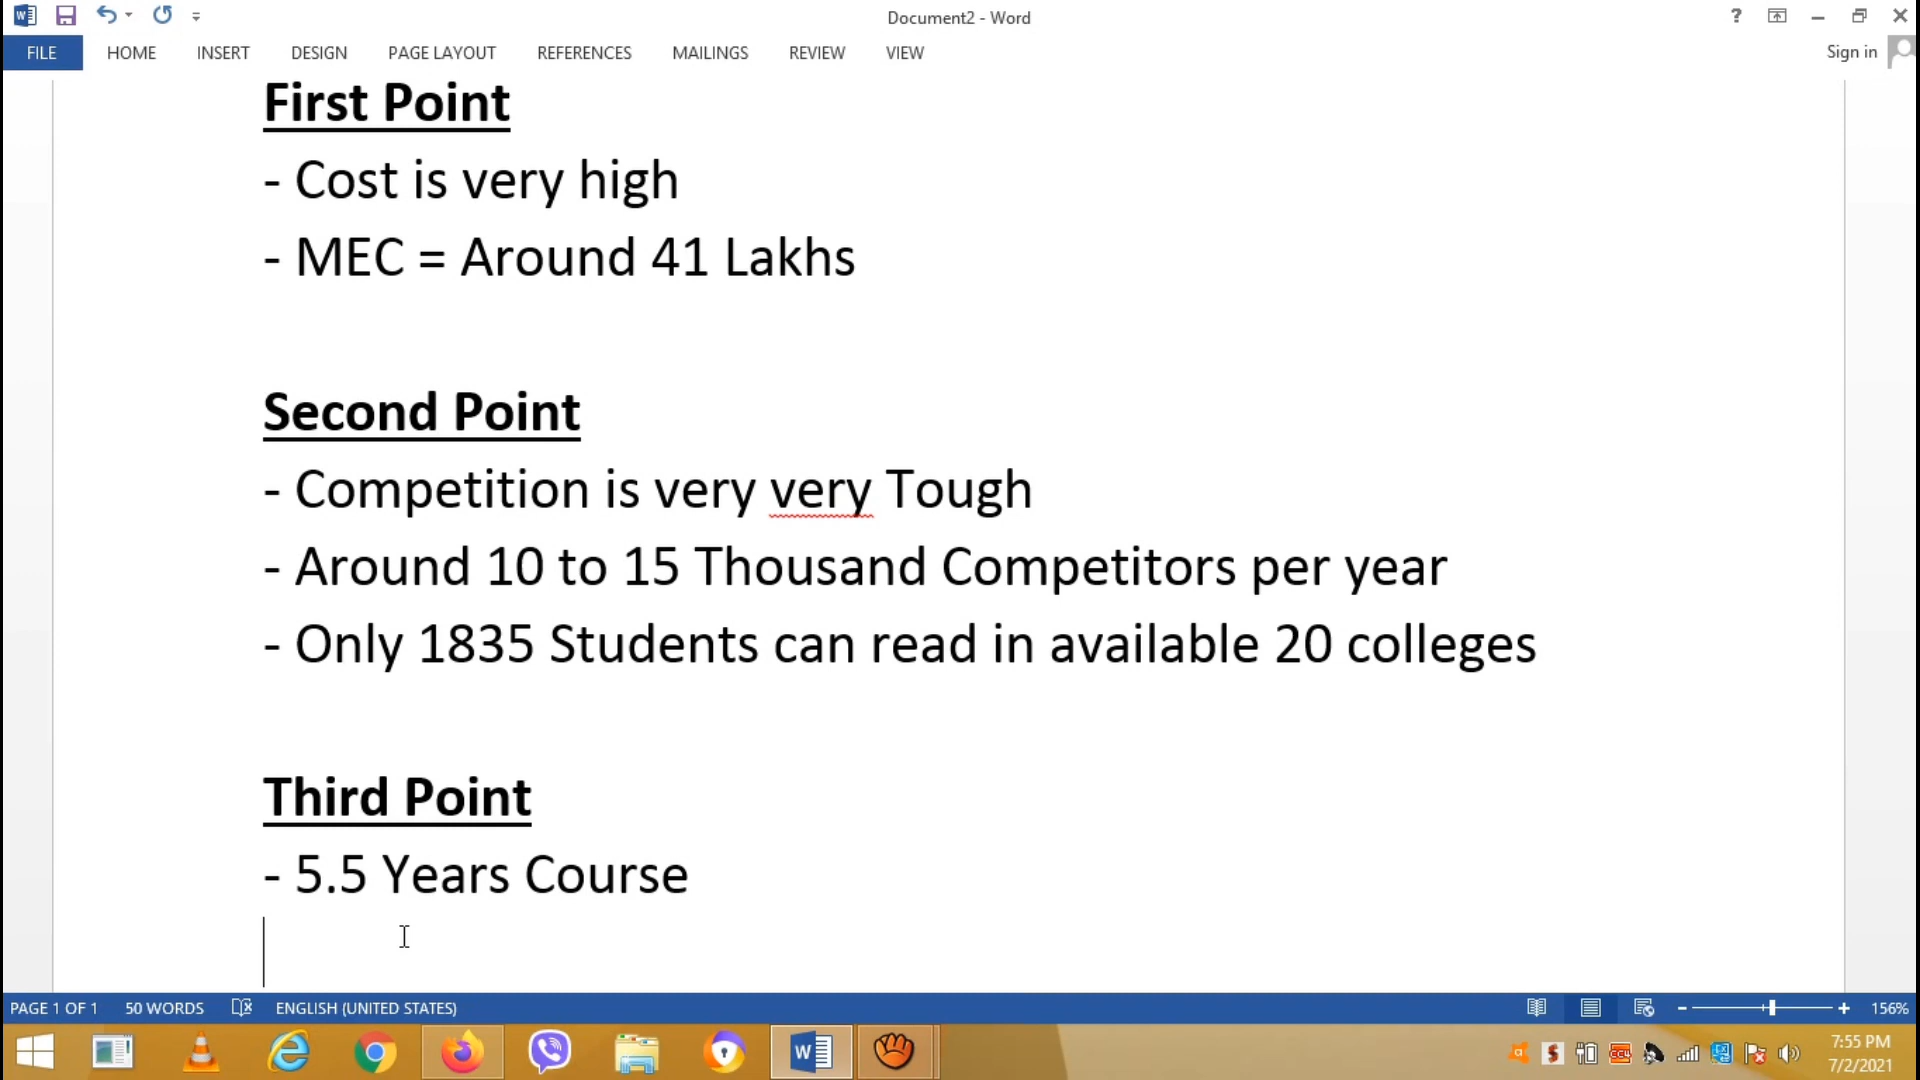 Document2 - Word
?
FILE HOME INSERT DESIGN PAGE LAYOUT REFERENCES MAILINGS REVIEW VIEW Sign in
First Point
- Cost is very high
- MEC = Around 41 Lakhs
Second Point
- Competition is very very Tough
- Around 10 to 15 Thousand Competitors per year
- Only 1835 Students can read in available 20 colleges
Third Point
- 5.5 Years Course
PAGE 1 OF 1 50 WORDS ENGLISH (UNITED STATES) 156%
7:55 PM
7/2/2021